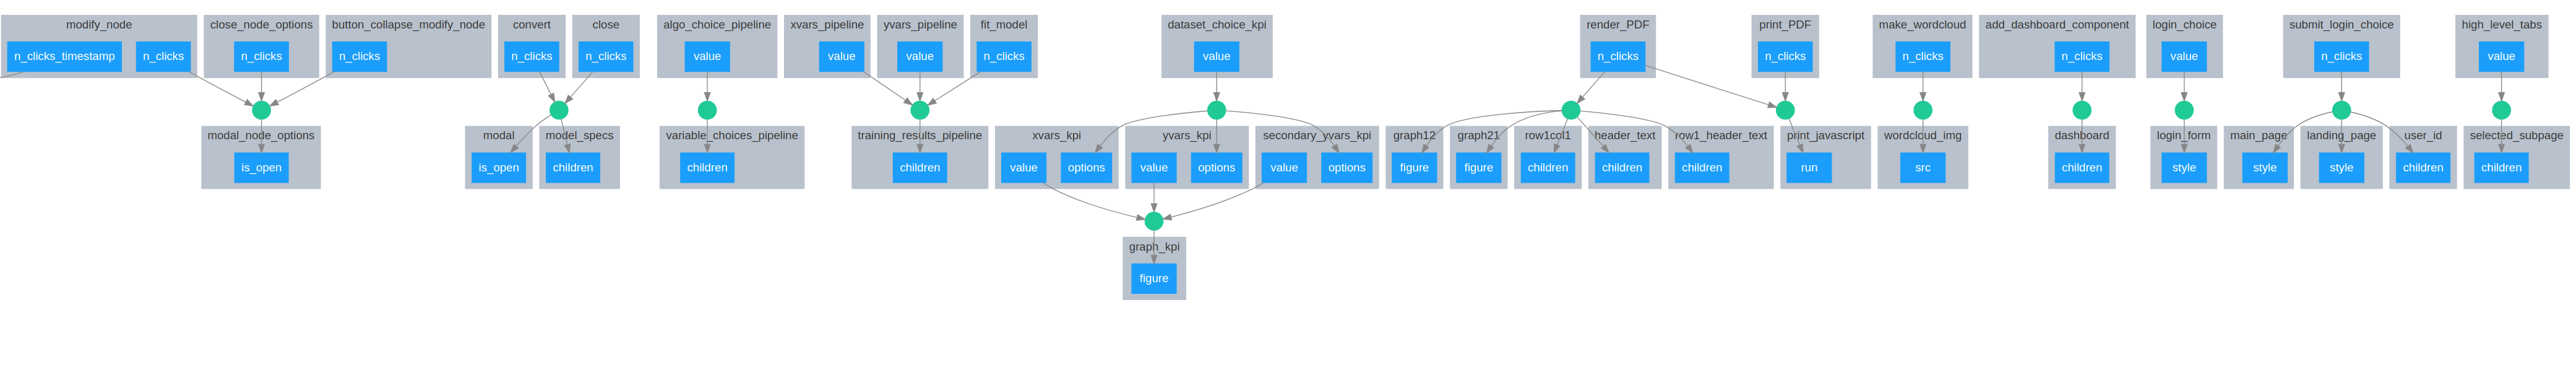 modify_node
close_node_options
button_collapse_modify_node
convert
close
algo_choice_pipeline
xvars_pipeline
yvars_pipeline
fit_model
dataset_choice_kpi
render_PDF
print_PDF
make_wordcloud
add_dashboard_component
login_choice
submit_login_choice
high_level_tabs
n_clicks_timestamp
n_clicks
n_clicks
n_clicks
n_clicks
n_clicks
value
value
value
n_clicks
value
n_clicks
n_clicks
n_clicks
n_clicks
value
n_clicks
value
modal_node_options
modal
model_specs
variable_choices_pipeline
training_results_pipeline
xvars_kpi
yvars_kpi
secondary_yvars_kpi
graph12
graph21
row1col1
header_text
row1_header_text
print_javascript
wordcloud_img
dashboard
login_form
main_page
landing_page
user_id
selected_subpage
is_open
is_open
children
children
children
value
options
value
options
value
options
figure
figure
children
children
children
run
src
children
style
style
style
children
children
graph_kpi
figure